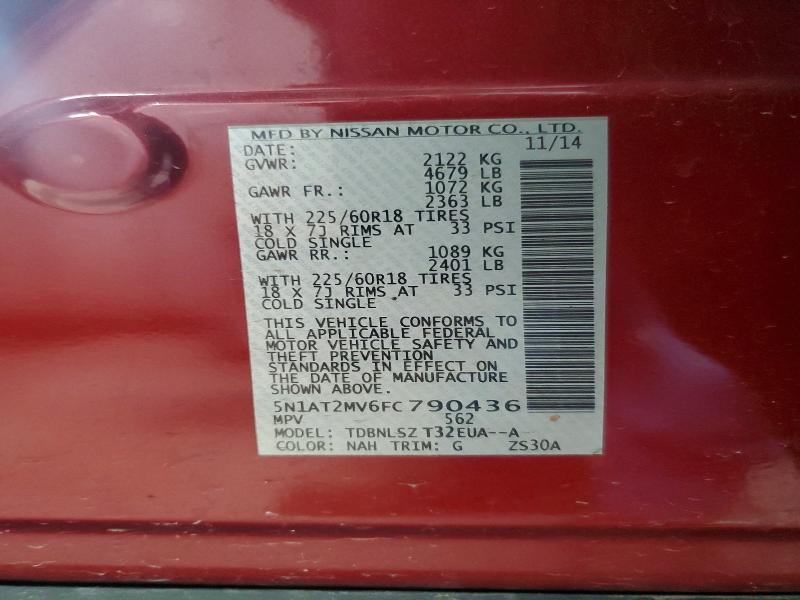 MFD BY NISSAN MOTOR CO., LTD.
DATE: 11/14
GVWR: 2122 KG
4679 LB
GAWR FR.: 1072 KG
2363 LB
WITH 225/60R18 TIRES
18 X 7J RIMS AT 33 PSI
COLD SINGLE
GAWR RR.: 1089 KG
2401 LB
WITH 225/60R18 TIRES
18 X 7J RIMS AT 33 PSI
COLD SINGLE
THIS VEHICLE CONFORMS TO
ALL APPLICABLE FEDERAL
MOTOR VEHICLE SAFETY AND
THEFT PREVENTION
STANDARDS IN EFFECT ON
THE DATE OF MANUFACTURE
SHOWN ABOVE.
5N1AT2MV6FC790436
MPV 562
MODEL: TDBNLSZ T32EUA--A
COLOR: NAH TRIM: G ZS30A